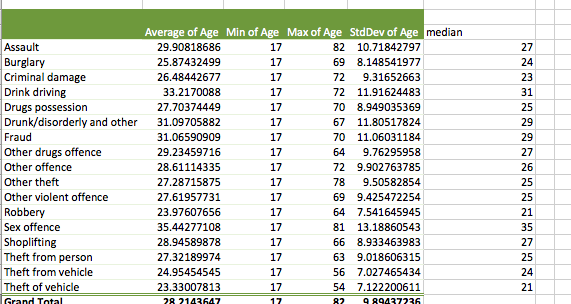 Average of Age Min of Age Max of Age StdDev of Age median
Assault 29.90818686 17 82 10.71842797 27
Burglary 25.87432499 17 69 8.148541977 24
Criminal damage 26.48442677 17 72 9.31652663 23
Drink driving 33.2170088 17 72 11.91624483 31
Drugs possession 27.70374449 17 70 8.949035369 25
Drunk/disorderly and other 31.09705882 17 67 11.80517824 29
Fraud 31.06590909 17 70 11.06031184 29
Other drugs offence 29.23459716 17 64 9.76295958 27
Other offence 28.61114335 17 72 9.902763785 26
Other theft 27.28715875 17 78 9.50582854 25
Other violent offence 27.61957731 17 69 9.425472254 25
Robbery 23.97607656 17 64 7.541645945 21
Sex offence 35.44277108 17 81 13.18860543 35
Shoplifting 28.94589878 17 66 8.933463983 27
Theft from person 27.32189974 17 63 9.018606315 25
Theft from vehicle 24.95454545 17 56 7.027465434 24
Theft of vehicle 23.33007813 17 54 7.122200611 21
Grand Total 28.2143647 17 82 9.89437236